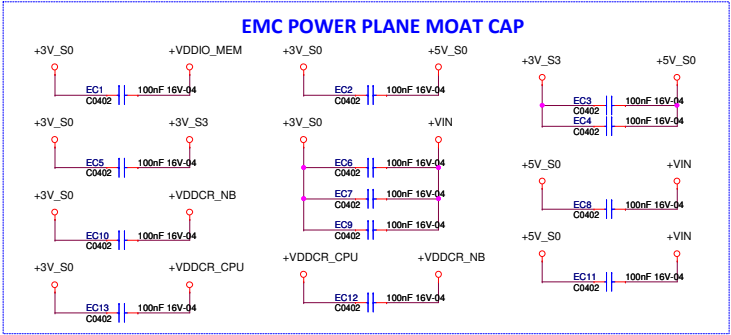 EMC POWER PLANE MOAT CAP
+3V_S0 +VDDIO_MEM
EC1 100nF 16V-04
C0402
+3V_S0 +5V_S0
EC2 100nF 16V-04
C0402
+3V_S3 +5V_S0
EC3 100nF 16V-04
C0402
EC4 100nF 16V-04
C0402
+3V_S0 +3V_S3
EC5 100nF 16V-04
C0402
+3V_S0 +VIN
EC6 100nF 16V-04
C0402
EC7 100nF 16V-04
C0402
EC9 100nF 16V-04
C0402
+5V_S0 +VIN
EC8 100nF 16V-04
C0402
+3V_S0 +VDDCR_NB
EC10 100nF 16V-04
C0402
+5V_S0 +VIN
EC11 100nF 16V-04
C0402
+3V_S0 +VDDCR_CPU
EC13 100nF 16V-04
C0402
+VDDCR_CPU +VDDCR_NB
EC12 100nF 16V-04
C0402